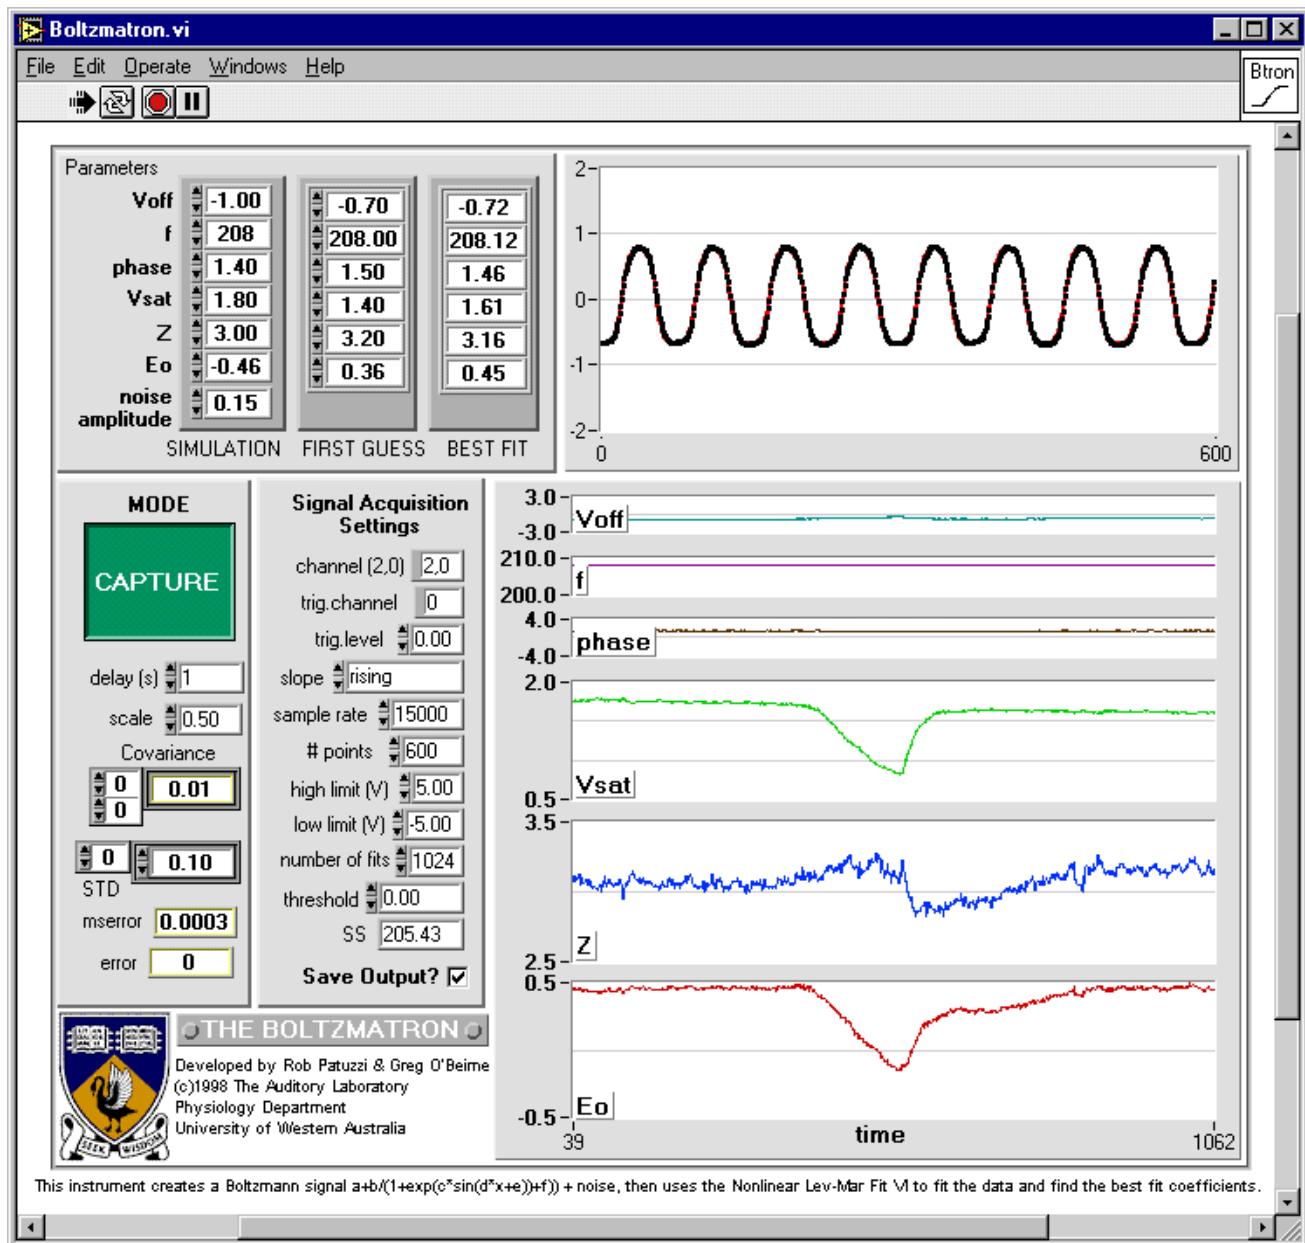 Boltzmatron.vi
File Edit Operate Windows Help
Btron
Parameters
Voff -1.00 -0.70 -0.72
f 208 208.00 208.12
phase 1.40 1.50 1.46
Vsat 1.80 1.40 1.61
Z 3.00 3.20 3.16
Eo -0.46 0.36 0.45
noise amplitude 0.15
SIMULATION FIRST GUESS BEST FIT
2
1
0
-1
-2
0 600
MODE
CAPTURE
delay (s) 1
scale 0.50
Covariance
0 0.01
0
0 0.10
STD
mserror 0.0003
error 0
Signal Acquisition
Settings
channel (2,0) 2,0
trig.channel 0
trig.level 0.00
slope rising
sample rate 15000
# points 600
high limit (V) 5.00
low limit (V) -5.00
number of fits 1024
threshold 0.00
SS 205.43
Save Output?
3.0
Voff
-3.0
210.0
f
200.0
4.0
phase
-4.0
2.0
Vsat
0.5
3.5
Z
2.5
0.5
Eo
-0.5
39 time 1062
THE BOLTZMATRON
Developed by Rob Patuzzi & Greg O'Beirne
(c)1998 The Auditory Laboratory
Physiology Department
University of Western Australia
SEEK WISDOM
This instrument creates a Boltzmann signal a+b/(1+exp(c*sin(d*x+e))+f)) + noise, then uses the Nonlinear Lev-Mar Fit VI to fit the data and find the best fit coefficients.